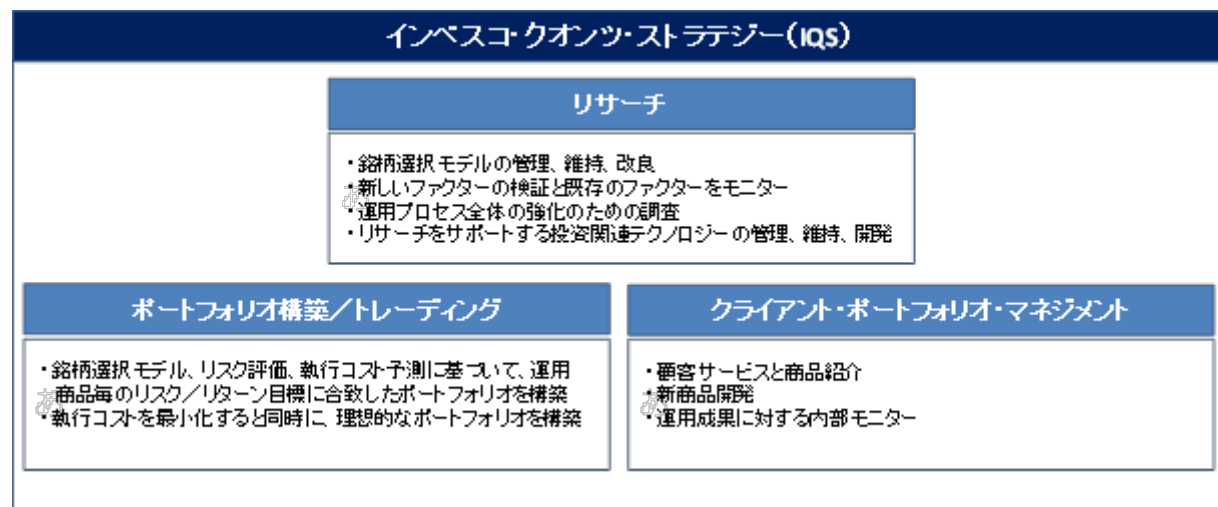 インベスコ・クオンツ・ストラテジー（IQS）
リサーチ
・銘柄選択モデルの管理、維持、改良
・新しいファクターの検証と既存のファクターをモニター
・運用プロセス全体の強化のための調査
・リサーチをサポートする投資関連テクノロジーの管理、維持、開発
ポートフォリオ構築／トレーディング
・銘柄選択モデル、リスク評価、執行コスト予測に基づいて、運用
商品毎のリスク／リターン目標に合致したポートフォリオを構築
・執行コストを最小化すると同時に、理想的なポートフォリオを構築
クライアント・ポートフォリオ・マネジメント
・顧客サービスと商品紹介
・新商品開発
・運用成果に対する内部モニター